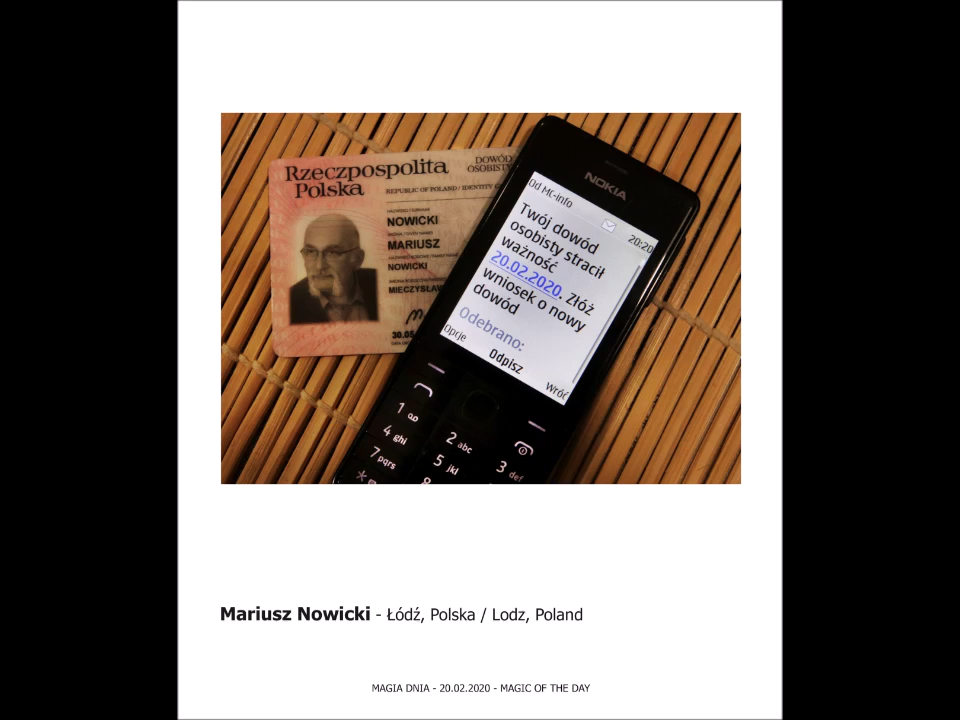 Rzeczpospolita
Polska
DOWÓD
OSOBISTY
REPUBLIC OF POLAND / IDENTITY
NOWICKI
MARIUSZ
NOWICKI
MIECZYSŁAW
30.05
NOKIA
Od MC-info
20:20
Twój dowód
osobisty stracił
ważność
20.02.2020. Złóż
wniosek o nowy
dowód
Odebrano:
Opcje
Odpisz
Wróć
1
2 abc
3 def
4 ghi
5 jkl
7 pqrs
8
*
Mariusz Nowicki - Łódź, Polska / Lodz, Poland
MAGIA DNIA - 20.02.2020 - MAGIC OF THE DAY